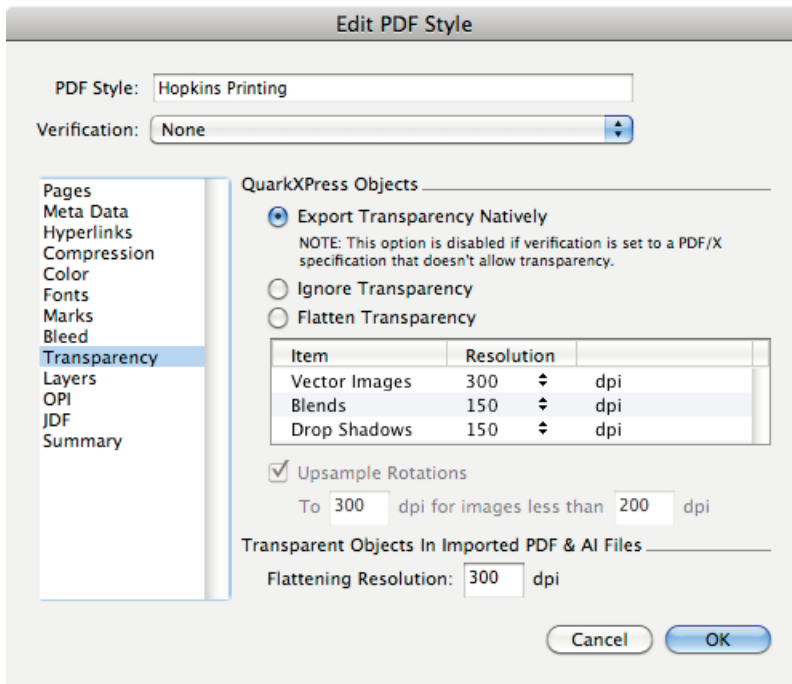 Edit PDF Style
PDF Style: Hopkins Printing
Verification: None
Pages
Meta Data
Hyperlinks
Compression
Color
Fonts
Marks
Bleed
Transparency
Layers
OPI
JDF
Summary
QuarkXPress Objects
Export Transparency Natively
NOTE: This option is disabled if verification is set to a PDF/X
specification that doesn't allow transparency.
Ignore Transparency
Flatten Transparency
Item Resolution
Vector Images 300 dpi
Blends 150 dpi
Drop Shadows 150 dpi
Upsample Rotations
To 300 dpi for images less than 200 dpi
Transparent Objects In Imported PDF & AI Files
Flattening Resolution: 300 dpi
Cancel OK